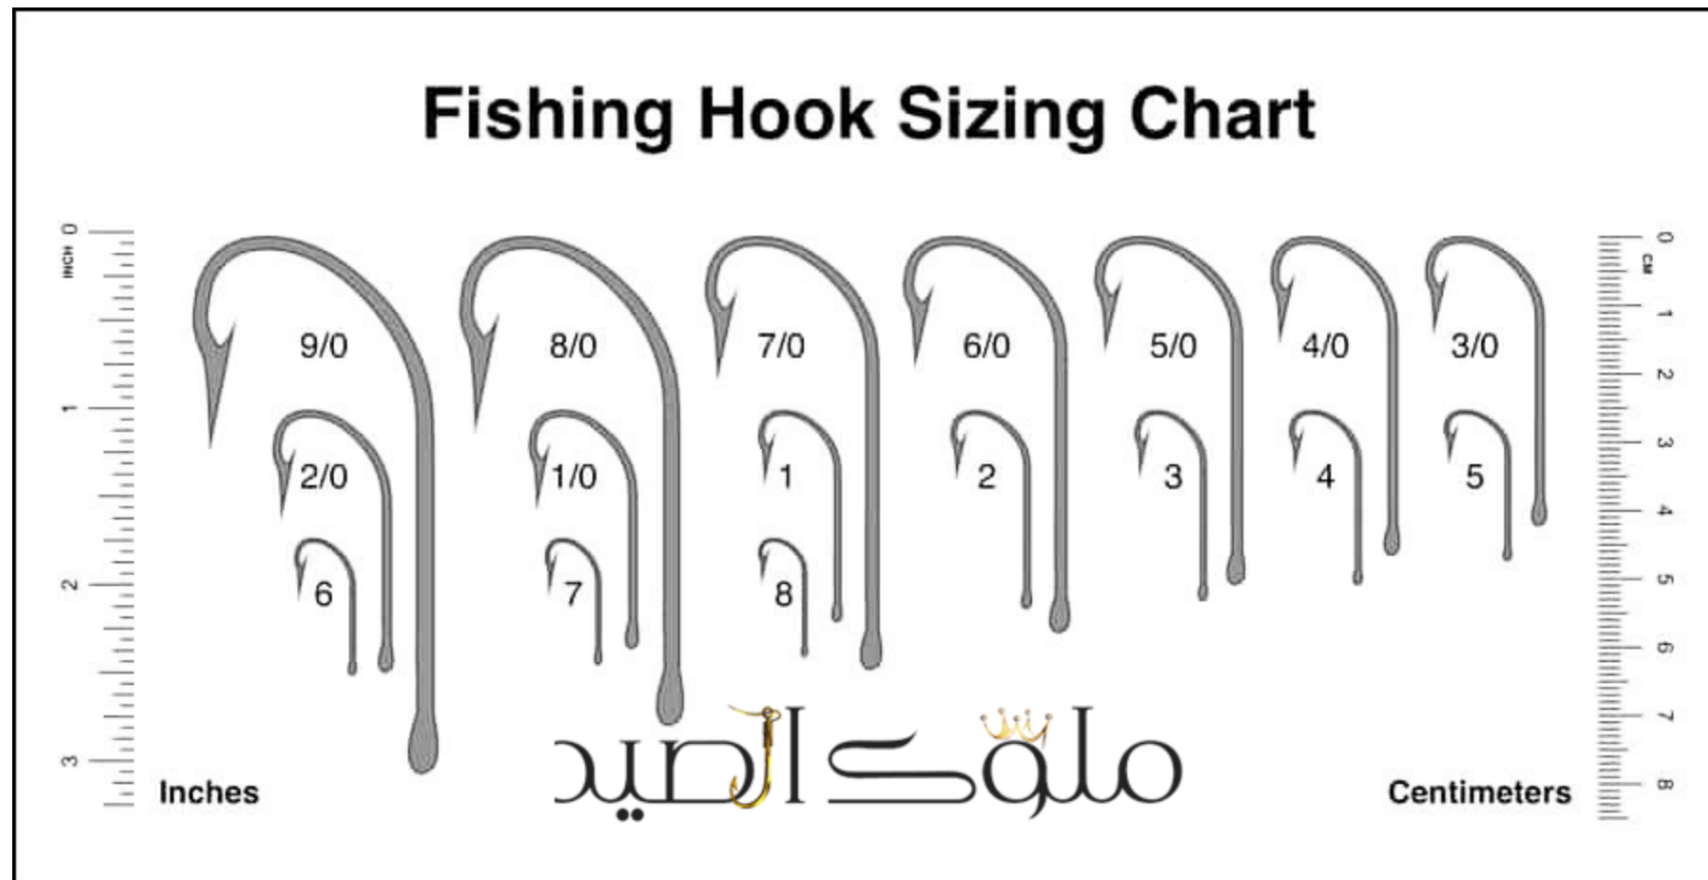 Fishing Hook Sizing Chart
0 INCH
1
2
3
9/0 8/0 7/0 6/0 5/0 4/0 3/0
2/0 1/0 1 2 3 4 5
6 7 8
0 CM
1
2
3
4
5
6
7
8
Inches
ملوك الصيد
Centimeters